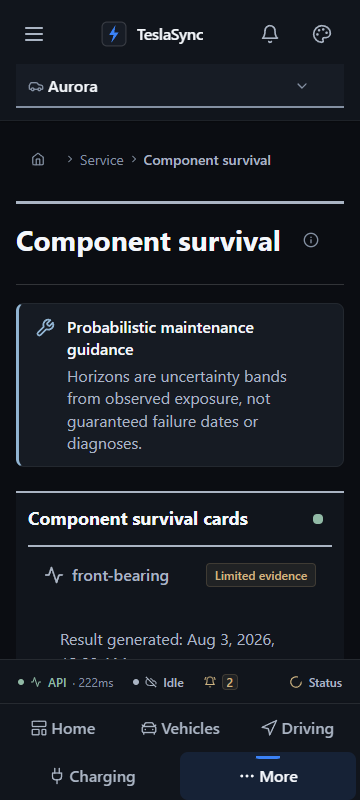 TeslaSync
Aurora
Service
Component survival
Component survival
Probabilistic maintenance
guidance
Horizons are uncertainty bands
from observed exposure, not
guaranteed failure dates or
diagnoses.
Component survival cards
front-bearing
Limited evidence
Result generated: Aug 3, 2026,
API · 222ms
Idle
2
Status
Home
Vehicles
Driving
Charging
More